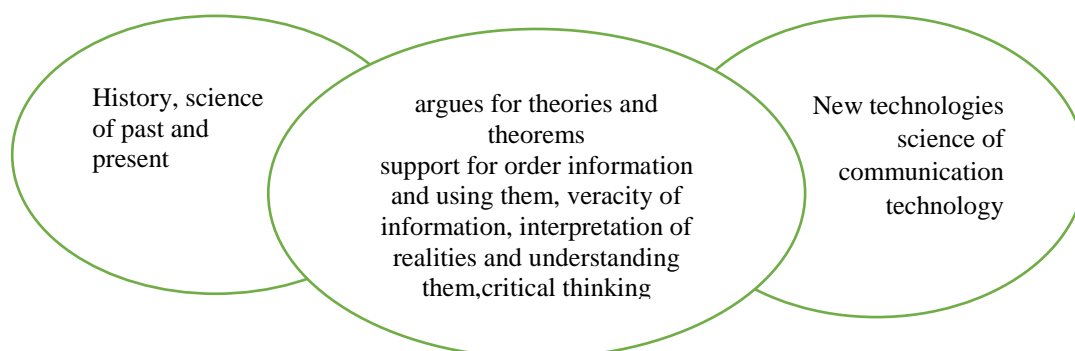 History, science
of past and
present
argues for theories and
theorems
support for order information
and using them, veracity of
information, interpretation of
realities and understanding
them,critical thinking
New technologies
science of
communication
technology